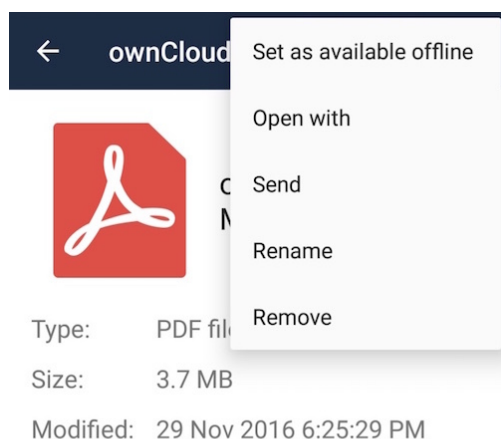 ownCloud
Set as available offline
Open with
Send
Rename
Remove
Type: PDF
Size: 3.7 MB
Modified: 29 Nov 2016 6:25:29 PM